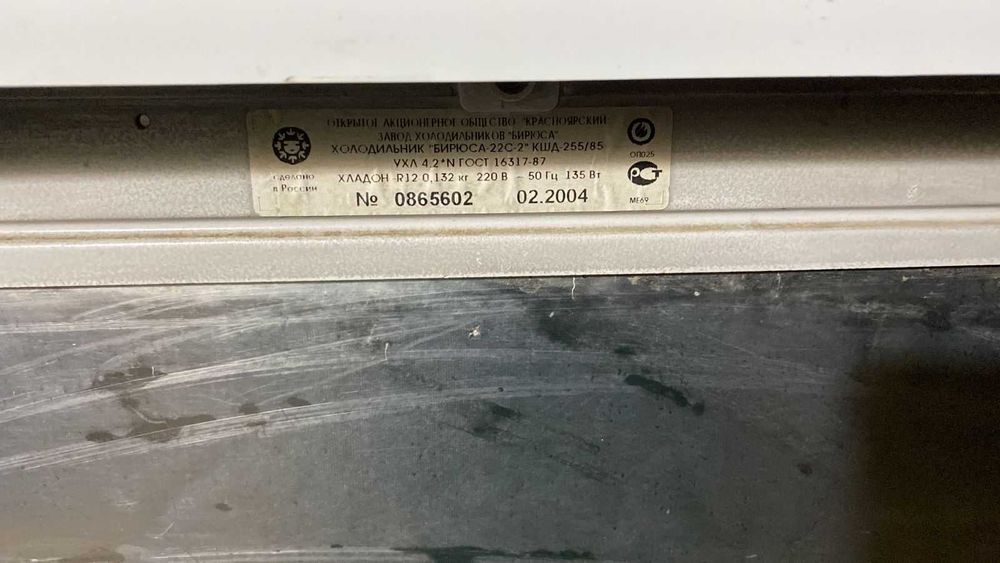 ОТКРЫТОЕ АКЦИОНЕРНОЕ ОБЩЕСТВО "КРАСНОЯРСКИЙ
ЗАВОД ХОЛОДИЛЬНИКОВ "БИРЮСА"
ХОЛОДИЛЬНИК "БИРЮСА-22С-2" КШД-255/85
УХЛ 4.2*N ГОСТ 16317-87
ХЛАДОН -R12 0,132 кг 220 В ~ 50 Гц 135 Вт
№ 0865602 02.2004
сделано
в России
ОП025
РСТ
МЕ69